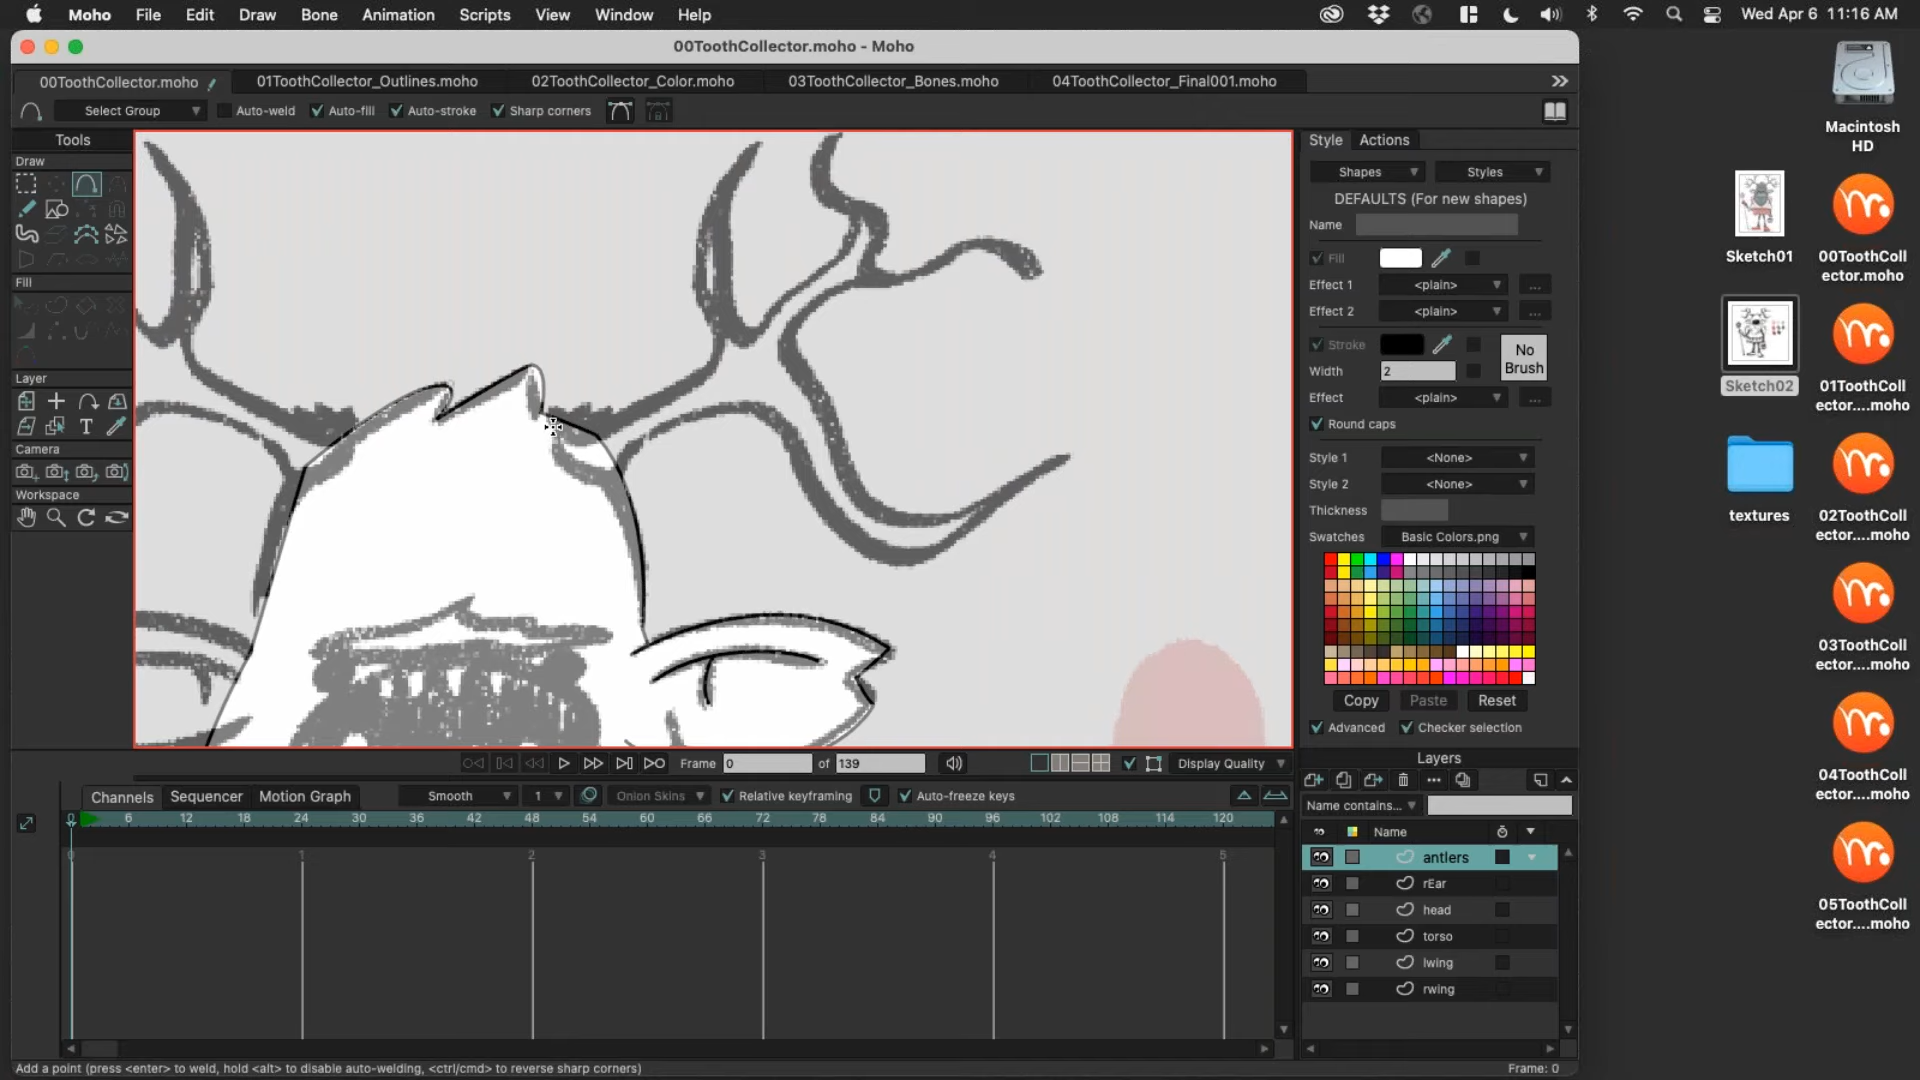 Moho File Edit Draw Bone Animation Scripts View Window Help
Wed Apr 6 11:16 AM
00ToothCollector.moho - Moho
00ToothCollector.moho 01ToothCollector_Outlines.moho 02ToothCollector_Color.moho 03ToothCollector_Bones.moho 04ToothCollector_Final001.moho
Select Group Auto-weld Auto-fill Auto-stroke Sharp corners
Tools
Draw
Fill
Layer
Camera
Workspace
Style Actions
Shapes Styles
DEFAULTS (For new shapes)
Name
Fill
Effect 1 <plain> ...
Effect 2 <plain> ...
Stroke
No
Brush
Width 2
Effect <plain> ...
Round caps
Style 1 <None>
Style 2 <None>
Thickness
Swatches Basic Colors.png
Copy Paste Reset
Advanced Checker selection
Frame 0 of 139 Display Quality
Channels Sequencer Motion Graph Smooth 1 Onion Skins Relative keyframing Auto-freeze keys
6 12 18 24 30 36 42 48 54 60 66 72 78 84 90 96 102 108 114 120
0 1 2 3 4 5
Layers
Name contains...
Name
antlers
rEar
head
torso
lwing
rwing
Add a point (press <enter> to weld, hold <alt> to disable auto-welding, <ctrl/cmd> to reverse sharp corners)
Frame: 0
Macintosh
HD
Sketch01
00ToothColl
ector.moho
Sketch02
01ToothColl
ector....moho
textures
02ToothColl
ector....moho
03ToothColl
ector....moho
04ToothColl
ector....moho
05ToothColl
ector....moho